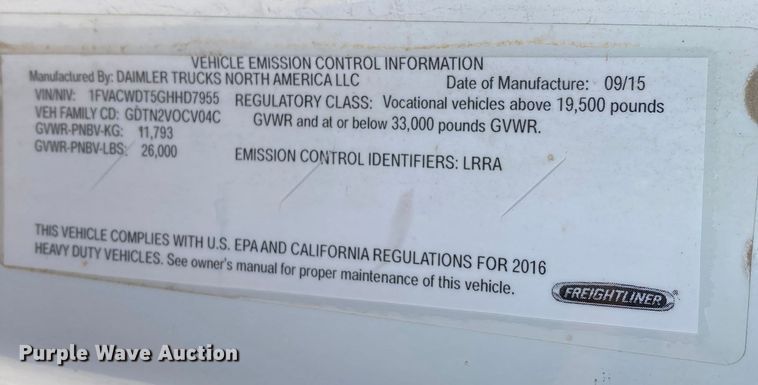 VEHICLE EMISSION CONTROL INFORMATION
Manufactured By: DAIMLER TRUCKS NORTH AMERICA LLC Date of Manufacture: 09/15
VIN/NIV: 1FVACWDT5GHHD7955 REGULATORY CLASS: Vocational vehicles above 19,500 pounds
VEH FAMILY CD: GDTN2VOCV04C GVWR and at or below 33,000 pounds GVWR.
GVWR-PNBV-KG: 11,793
GVWR-PNBV-LBS: 26,000 EMISSION CONTROL IDENTIFIERS: LRRA
THIS VEHICLE COMPLIES WITH U.S. EPA AND CALIFORNIA REGULATIONS FOR 2016
HEAVY DUTY VEHICLES. See owner's manual for proper maintenance of this vehicle.
FREIGHTLINER
Purple Wave Auction